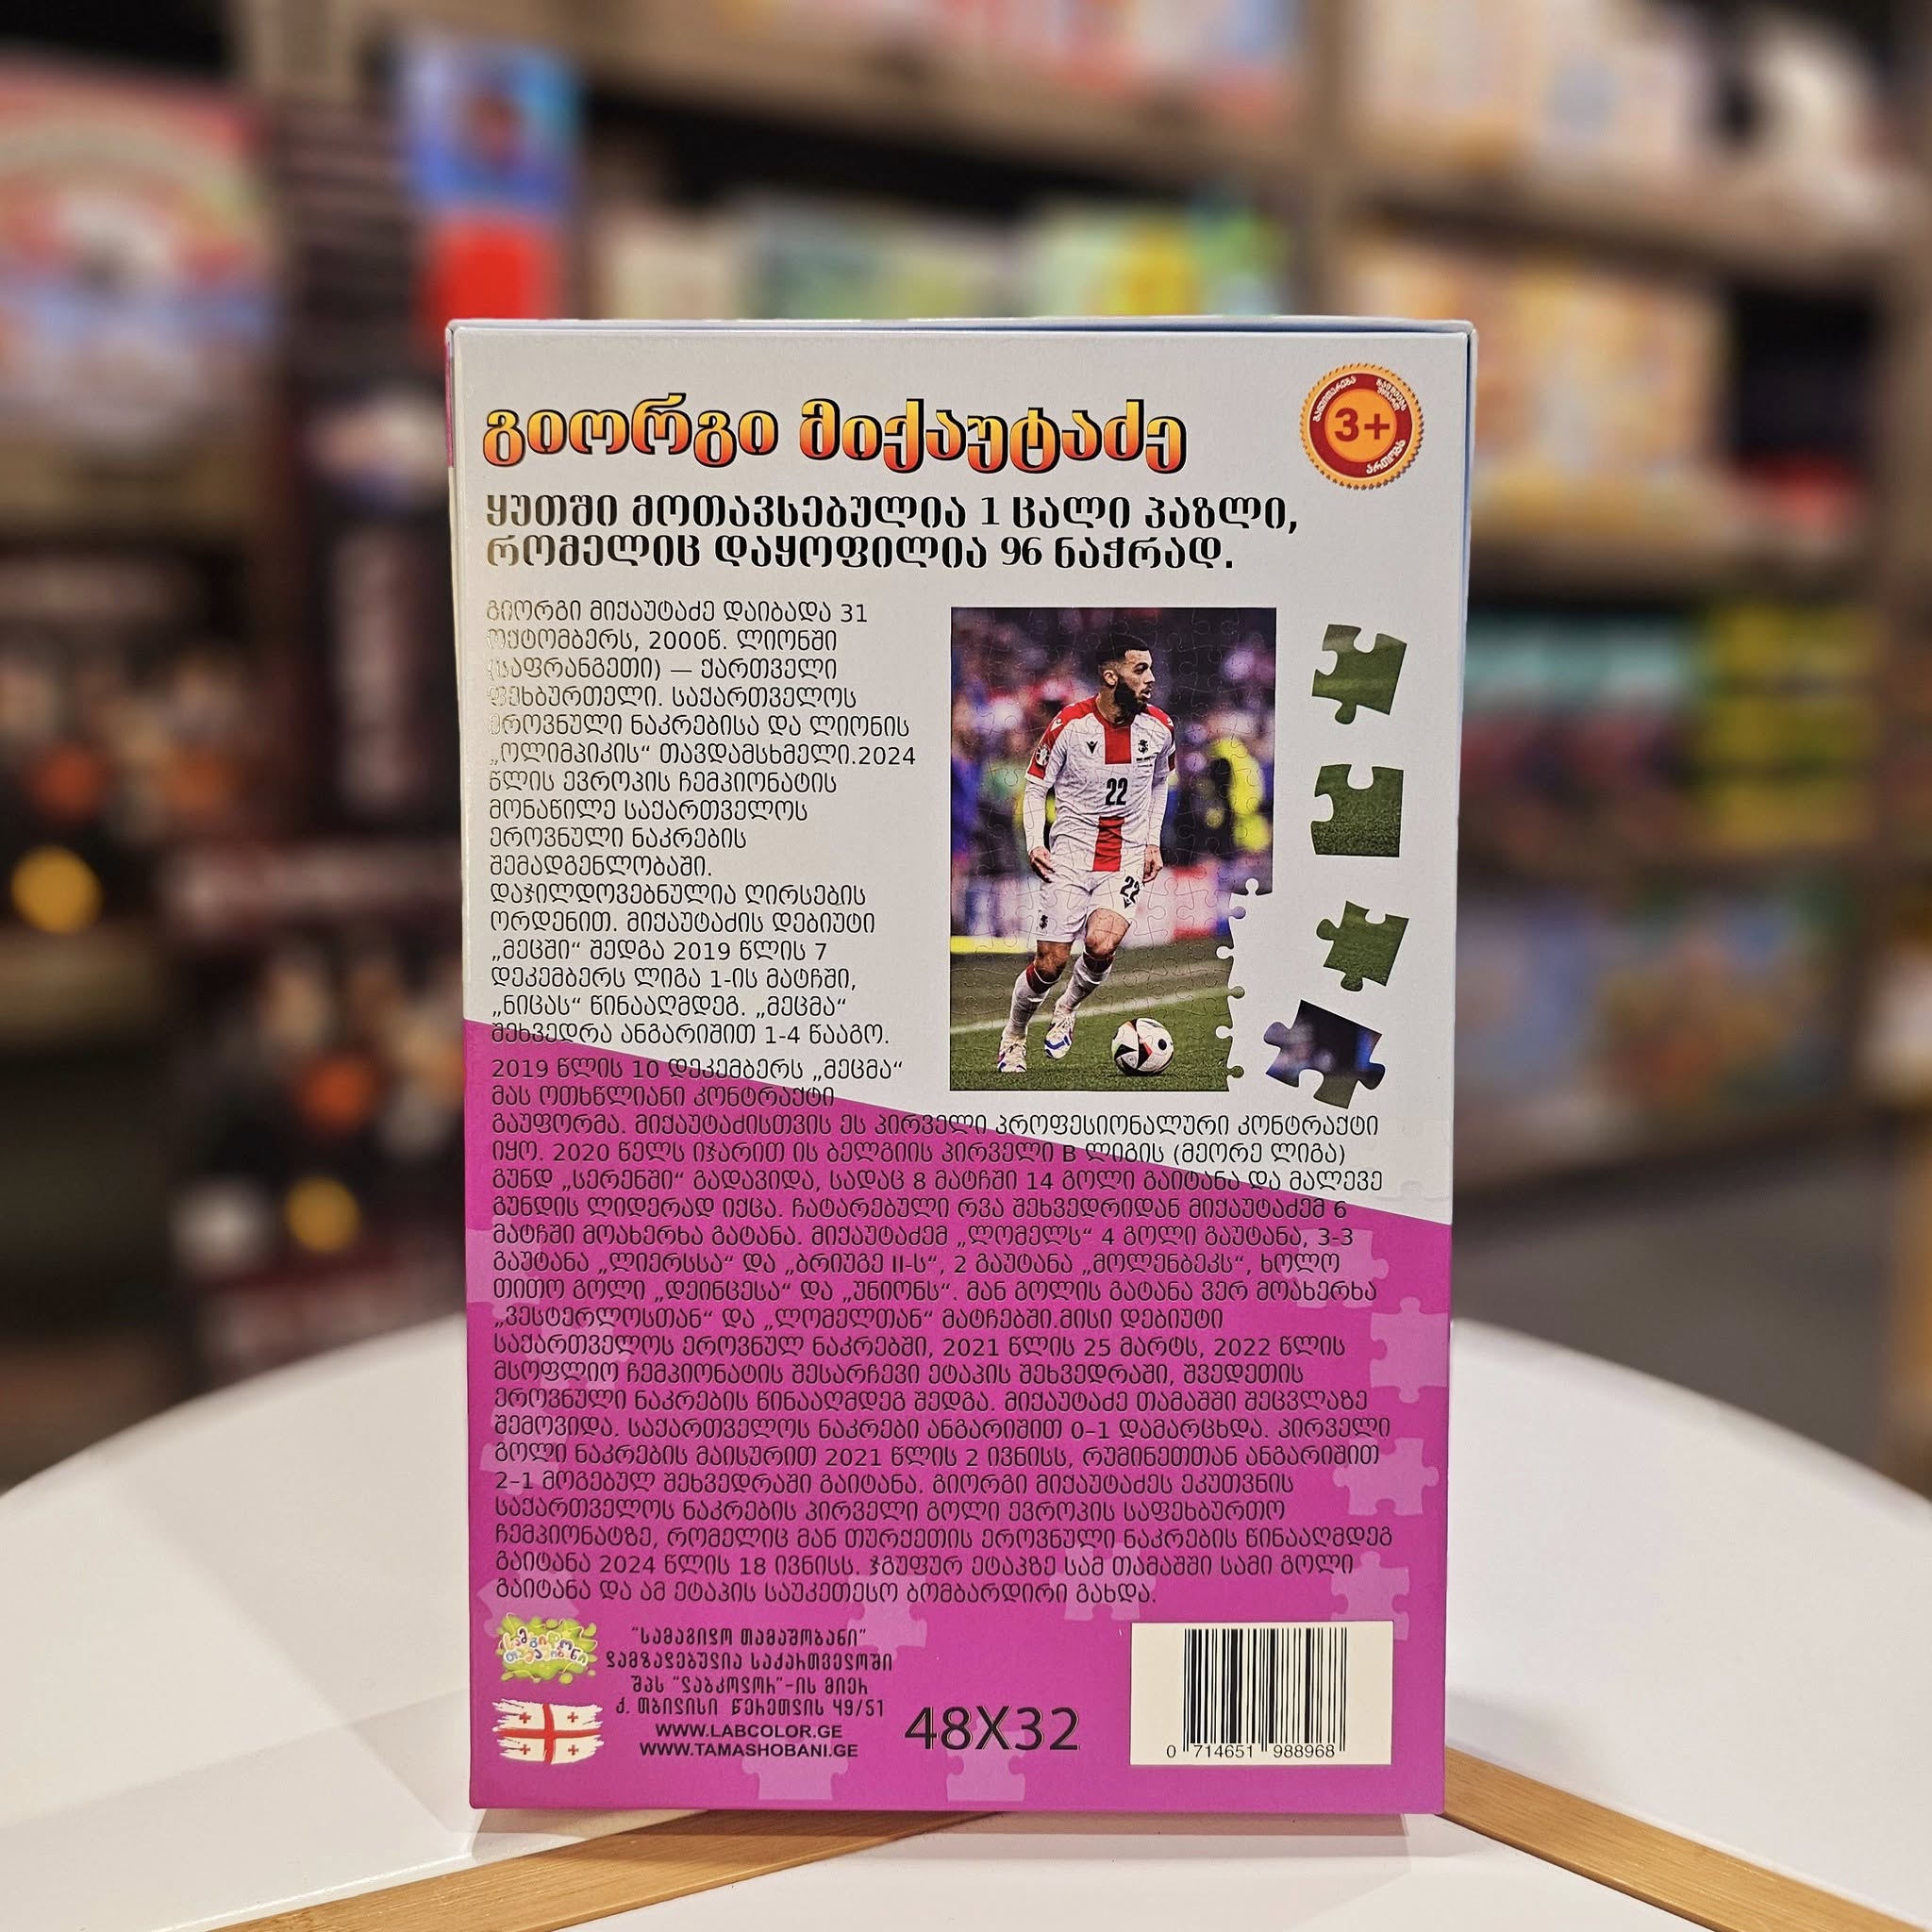 გიორგი მიქაუტაძე
3+
ყუთში მოთავსებულია 1 ცალი პაზლი,
რომელიც დაყოფილია 96 ნაჭრად.
გიორგი მიქაუტაძე დაიბადა 31
ოქტომბერს, 2000წ. ლიონში
(საფრანგეთი) — ქართველი
ფეხბურთელი. საქართველოს
ეროვნული ნაკრებისა და ლიონის
„ოლიმპიკის“ თავდამსხმელი.2024
წლის ევროპის ჩემპიონატის
მონაწილე საქართველოს
ეროვნული ნაკრების
შემადგენლობაში.
დაჯილდოვებნულია ღირსების
ორდენით. მიქაუტაძის დებიუტი
„მეცში“ შედგა 2019 წლის 7
დეკემბერს ლიგა 1-ის მატჩში,
„ნიცას“ წინააღმდეგ. „მეცმა“
შეხვედრა ანგარიშით 1-4 წააგო.
2019 წლის 10 დეკემბერს „მეცმა“
მას ოთხწლიანი კონტრაქტი
გაუფორმა. მიქაუტაძისთვის ეს პირველი პროფესიონალური კონტრაქტი
იყო. 2020 წელს იჯარით ის ბელგიის პირველი B ლიგის (მეორე ლიგა)
გუნდ „სერენში“ გადავიდა, სადაც 8 მატჩში 14 გოლი გაიტანა და მალევე
გუნდის ლიდერად იქცა. ჩატარებული რვა შეხვედრიდან მიქაუტაძემ 6
მატჩში მოახერხა გატანა. მიქაუტაძემ „ლომელს“ 4 გოლი გაუტანა, 3-3
გაუტანა „ლიერსსა“ და „ბრიუგე II-ს“, 2 გაუტანა „მოლენბეკს“, ხოლო
თითო გოლი „დეინცესა“ და „უნიონს“. მან გოლის გატანა ვერ მოახერხა
„ვესტერლოსთან“ და „ლომელთან“ მატჩებში.მისი დებიუტი
საქართველოს ეროვნულ ნაკრებში, 2021 წლის 25 მარტს, 2022 წლის
მსოფლიო ჩემპიონატის შესარჩევი ეტაპის შეხვედრაში, შვედეთის
ეროვნული ნაკრების წინააღმდეგ შედგა. მიქაუტაძე თამაშში შეცვლაზე
შემოვიდა. საქართველოს ნაკრები ანგარიშით 0–1 დამარცხდა. პირველი
გოლი ნაკრების მაისურით 2021 წლის 2 ივნისს, რუმინეთთან ანგარიშით
2–1 მოგებულ შეხვედრაში გაიტანა. გიორგი მიქაუტაძეს ეკუთვნის
საქართველოს ნაკრების პირველი გოლი ევროპის საფეხბურთო
ჩემპიონატზე, რომელიც მან თურქეთის ეროვნული ნაკრების წინააღმდეგ
გაიტანა 2024 წლის 18 ივნისს. ჯგუფურ ეტაპზე სამ თამაშში სამი გოლი
გაიტანა და ამ ეტაპის საუკეთესო ბომბარდირი გახდა.
22
22
სამაგიდო
თამაშობანი
"სამაგიდო თამაშობანი"
დამზადებულია საქართველოში
შპს "ლაბკოლორ"-ის მიერ
ქ. თბილისი წერეთლის 49/51
WWW.LABCOLOR.GE
WWW.TAMASHOBANI.GE
48X32
0 714651 988968